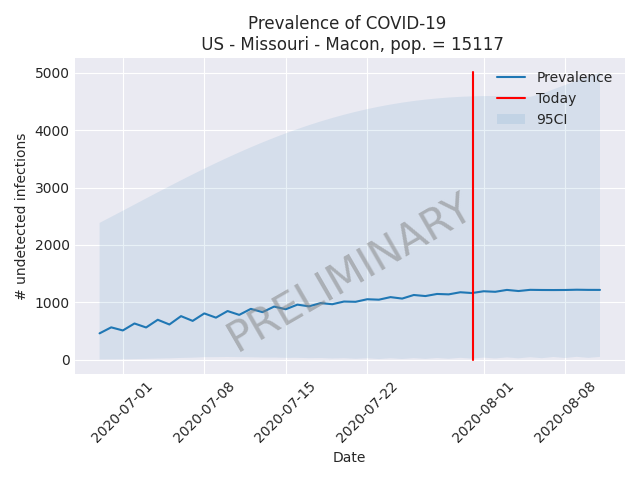 Prevalence of COVID-19
US - Missouri - Macon, pop. = 15117
# undetected infections
5000
4000
3000
2000
1000
0
Prevalence
Today
95CI
PRELIMINARY
2020-07-01
2020-07-08
2020-07-15
2020-07-22
2020-08-01
2020-08-08
Date